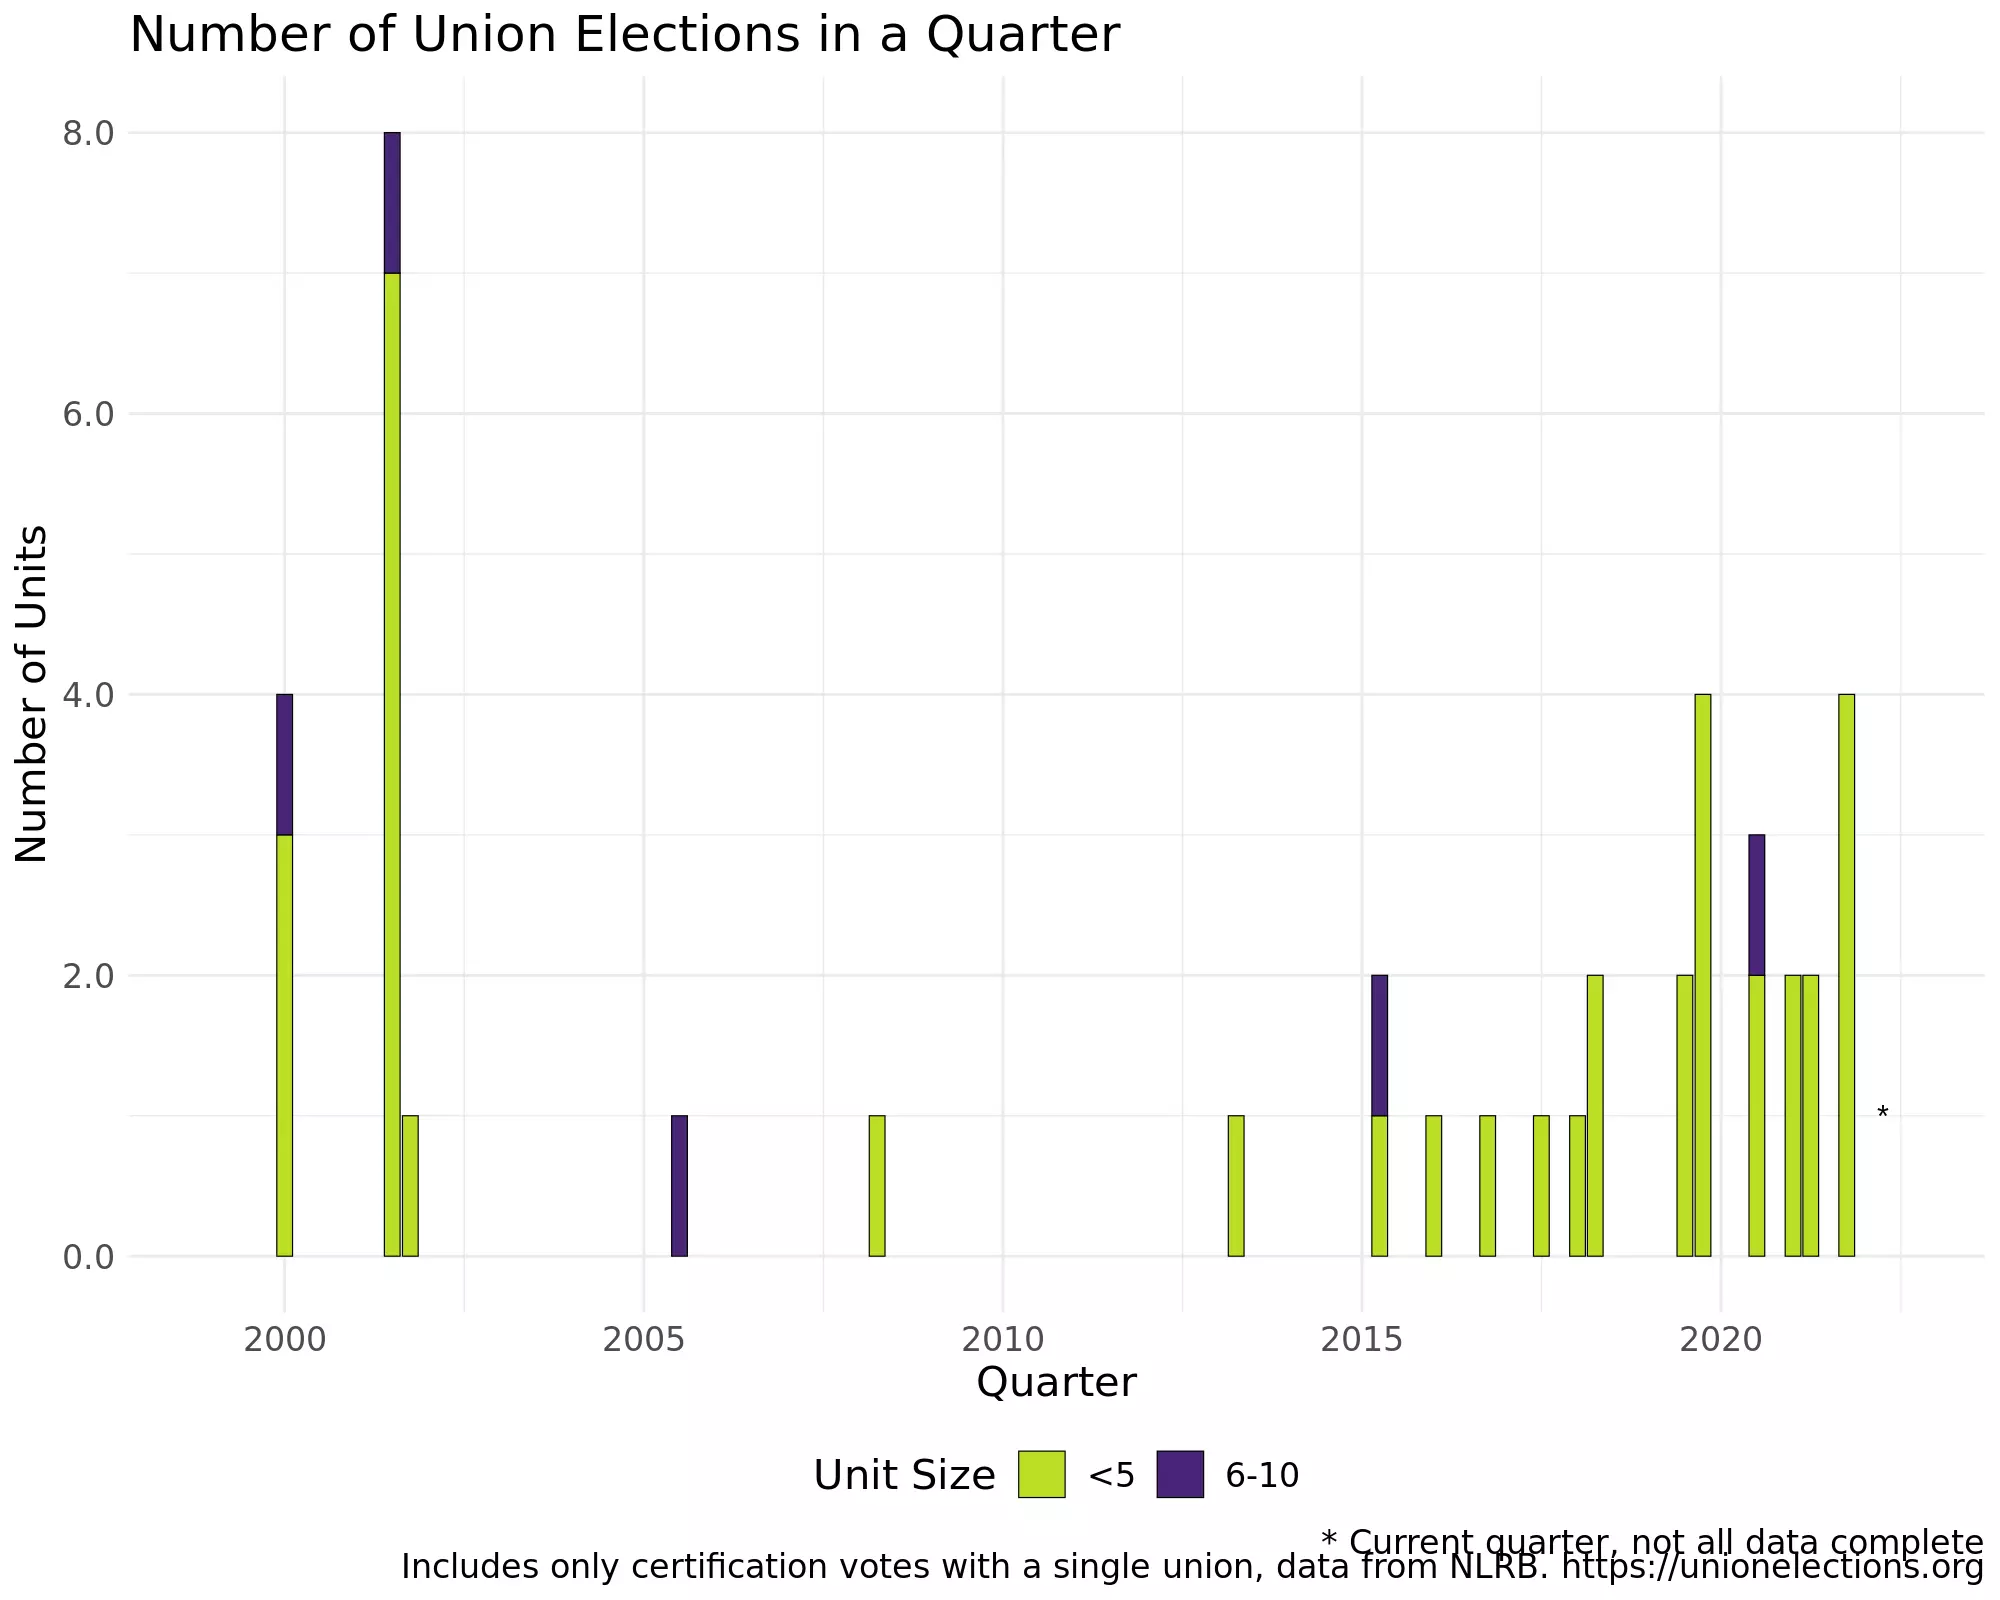 Number of Union Elections in a Quarter
Number of Units
8.0
6.0
4.0
2.0
0.0
*
2000 2005 2010 2015 2020
Quarter
Unit Size <5 6-10
* Current quarter, not all data complete
Includes only certification votes with a single union, data from NLRB. https://unionelections.org